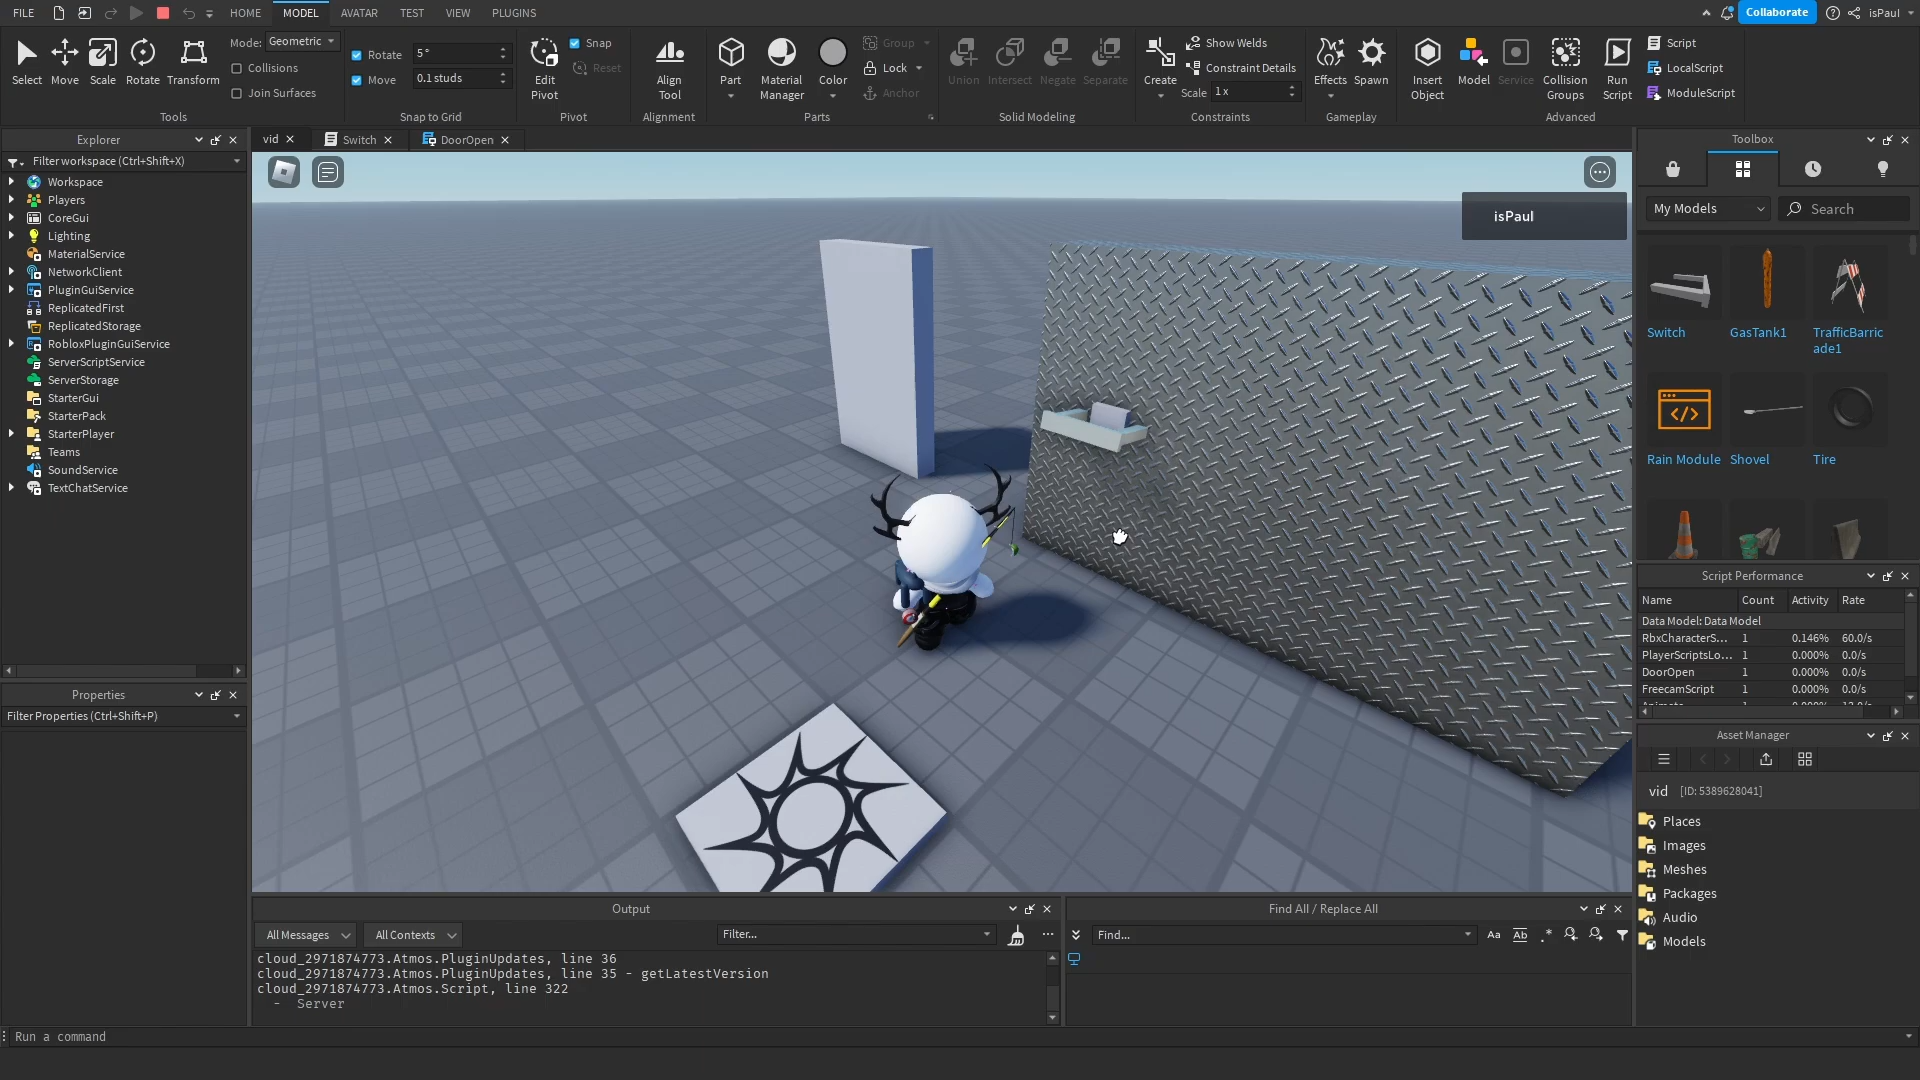 FILE
HOME
MODEL
AVATAR
TEST
VIEW
PLUGINS
Collaborate
isPaul
Select
Move
Scale
Rotate
Transform
Mode: Geometric
Collisions
Join Surfaces
Tools
Rotate 5 °
Move 0.1 studs
Snap to Grid
Edit
Pivot
Snap
Reset
Pivot
Align
Tool
Alignment
Part
Material
Manager
Color
Group
Lock
Anchor
Parts
Union
Intersect
Negate
Separate
Solid Modeling
Create
Show Welds
Constraint Details
Scale 1 x
Constraints
Effects
Spawn
Gameplay
Insert
Object
Model
Service
Collision
Groups
Run
Script
Script
LocalScript
ModuleScript
Advanced
Explorer
Filter workspace (Ctrl+Shift+X)
Workspace
Players
CoreGui
Lighting
MaterialService
NetworkClient
PluginGuiService
ReplicatedFirst
ReplicatedStorage
RobloxPluginGuiService
ServerScriptService
ServerStorage
StarterGui
StarterPack
StarterPlayer
Teams
SoundService
TextChatService
Properties
Filter Properties (Ctrl+Shift+P)
vid
Switch
DoorOpen
isPaul
Output
All Messages
All Contexts
Filter...
cloud_2971874773.Atmos.PluginUpdates, line 36
cloud_2971874773.Atmos.PluginUpdates, line 35 - getLatestVersion
cloud_2971874773.Atmos.Script, line 322
- Server
Find All / Replace All
Find...
Aa
Ab
.*
Toolbox
My Models
Search
Switch
GasTank1
TrafficBarric
ade1
Rain Module
Shovel
Tire
Script Performance
Name Count Activity Rate
Data Model: Data Model
RbxCharacterS... 1 0.146% 60.0/s
PlayerScriptsLo... 1 0.000% 0.0/s
DoorOpen 1 0.000% 0.0/s
FreecamScript 1 0.000% 0.0/s
Asset Manager
vid [ID: 5389628041]
Places
Images
Meshes
Packages
Audio
Models
Run a command